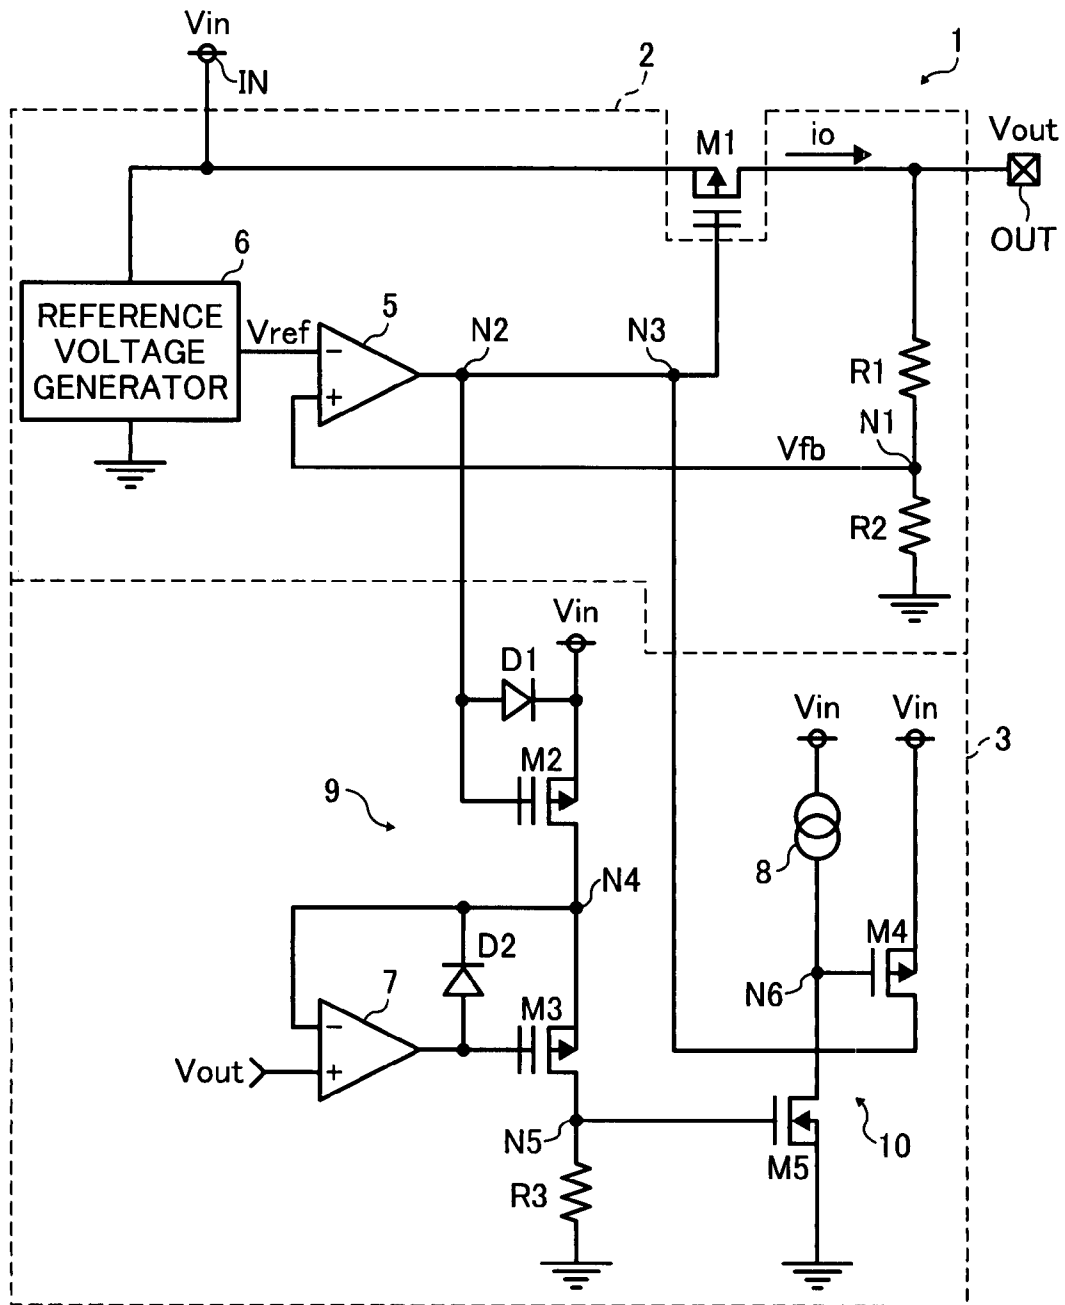 Vin
IN
2
1
M1
io
Vout
OUT
6
REFERENCE
VOLTAGE
GENERATOR
Vref
5
−
+
N2
N3
R1
N1
Vfb
R2
Vin
D1
M2
9
Vin
Vin
3
8
N4
D2
M4
N6
7
M3
−
+
Vout
N5
M5
10
R3